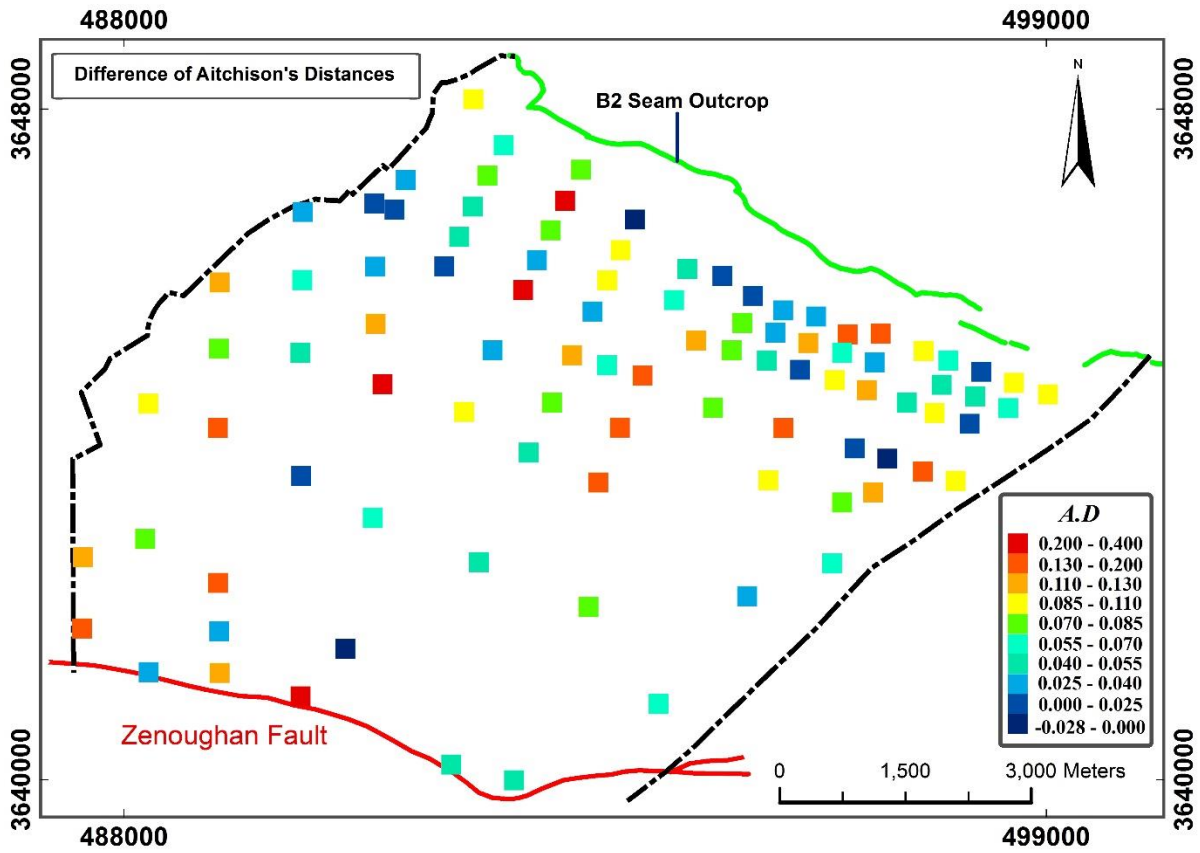 488000
499000
Difference of Aitchison's Distances
N
B2 Seam Outcrop
3648000
3648000
A.D
0.200 - 0.400
0.130 - 0.200
0.110 - 0.130
0.085 - 0.110
0.070 - 0.085
0.055 - 0.070
0.040 - 0.055
0.025 - 0.040
0.000 - 0.025
-0.028 - 0.000
Zenoughan Fault
3640000
3640000
0
1,500
3,000 Meters
488000
499000